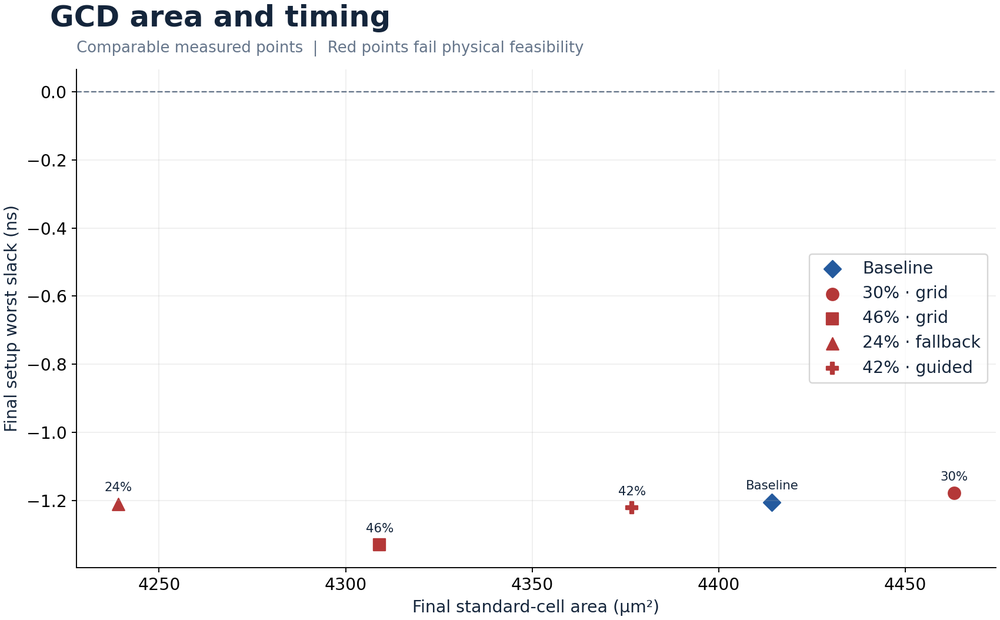 GCD area and timing
Comparable measured points | Red points fail physical feasibility
Final setup worst slack (ns)
0.0
−0.2
−0.4
−0.6
−0.8
−1.0
−1.2
Baseline
30% · grid
46% · grid
24% · fallback
42% · guided
24%
46%
42%
Baseline
30%
4250
4300
4350
4400
4450
Final standard-cell area (µm²)